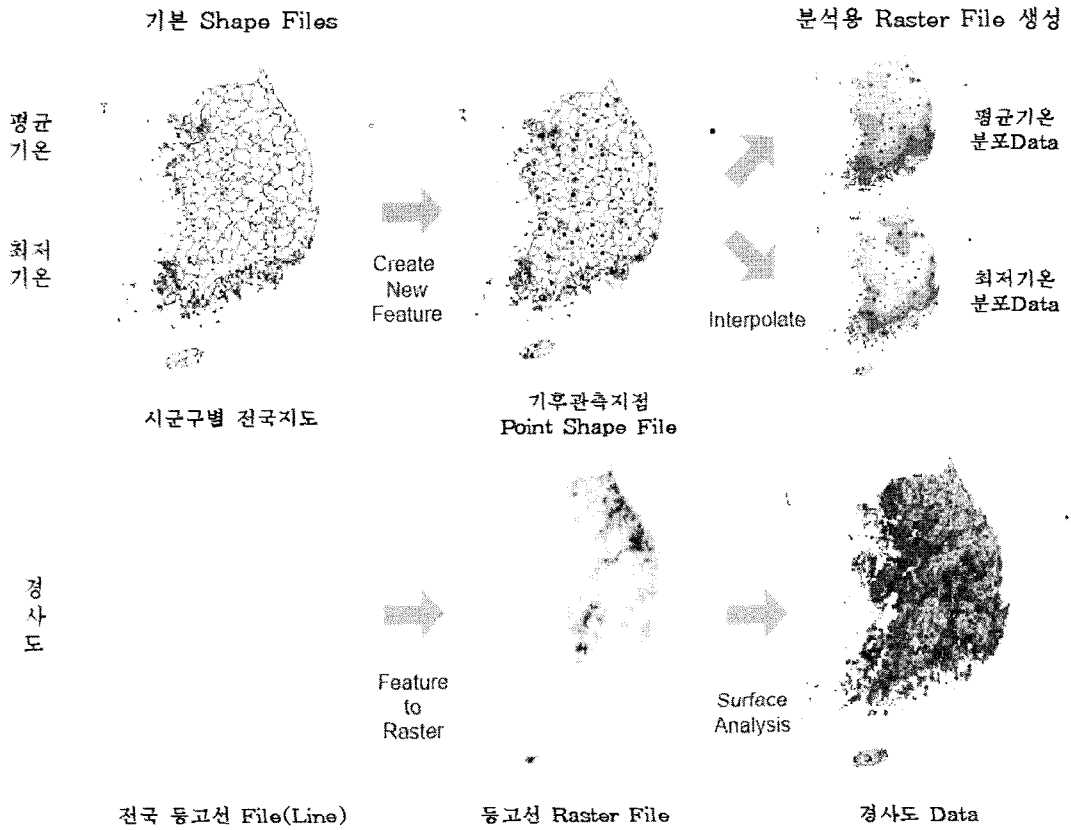 기본 Shape Files
분석용 Raster File 생성
평균
기온
최저
기온
Create
New
Feature
Interpolate
평균기온
분포Data
최저기온
분포Data
시군구별 전국지도
기후관측지점
Point Shape File
경
사
도
Feature
to
Raster
Surface
Analysis
전국 등고선 File(Line)
등고선 Raster File
경사도 Data